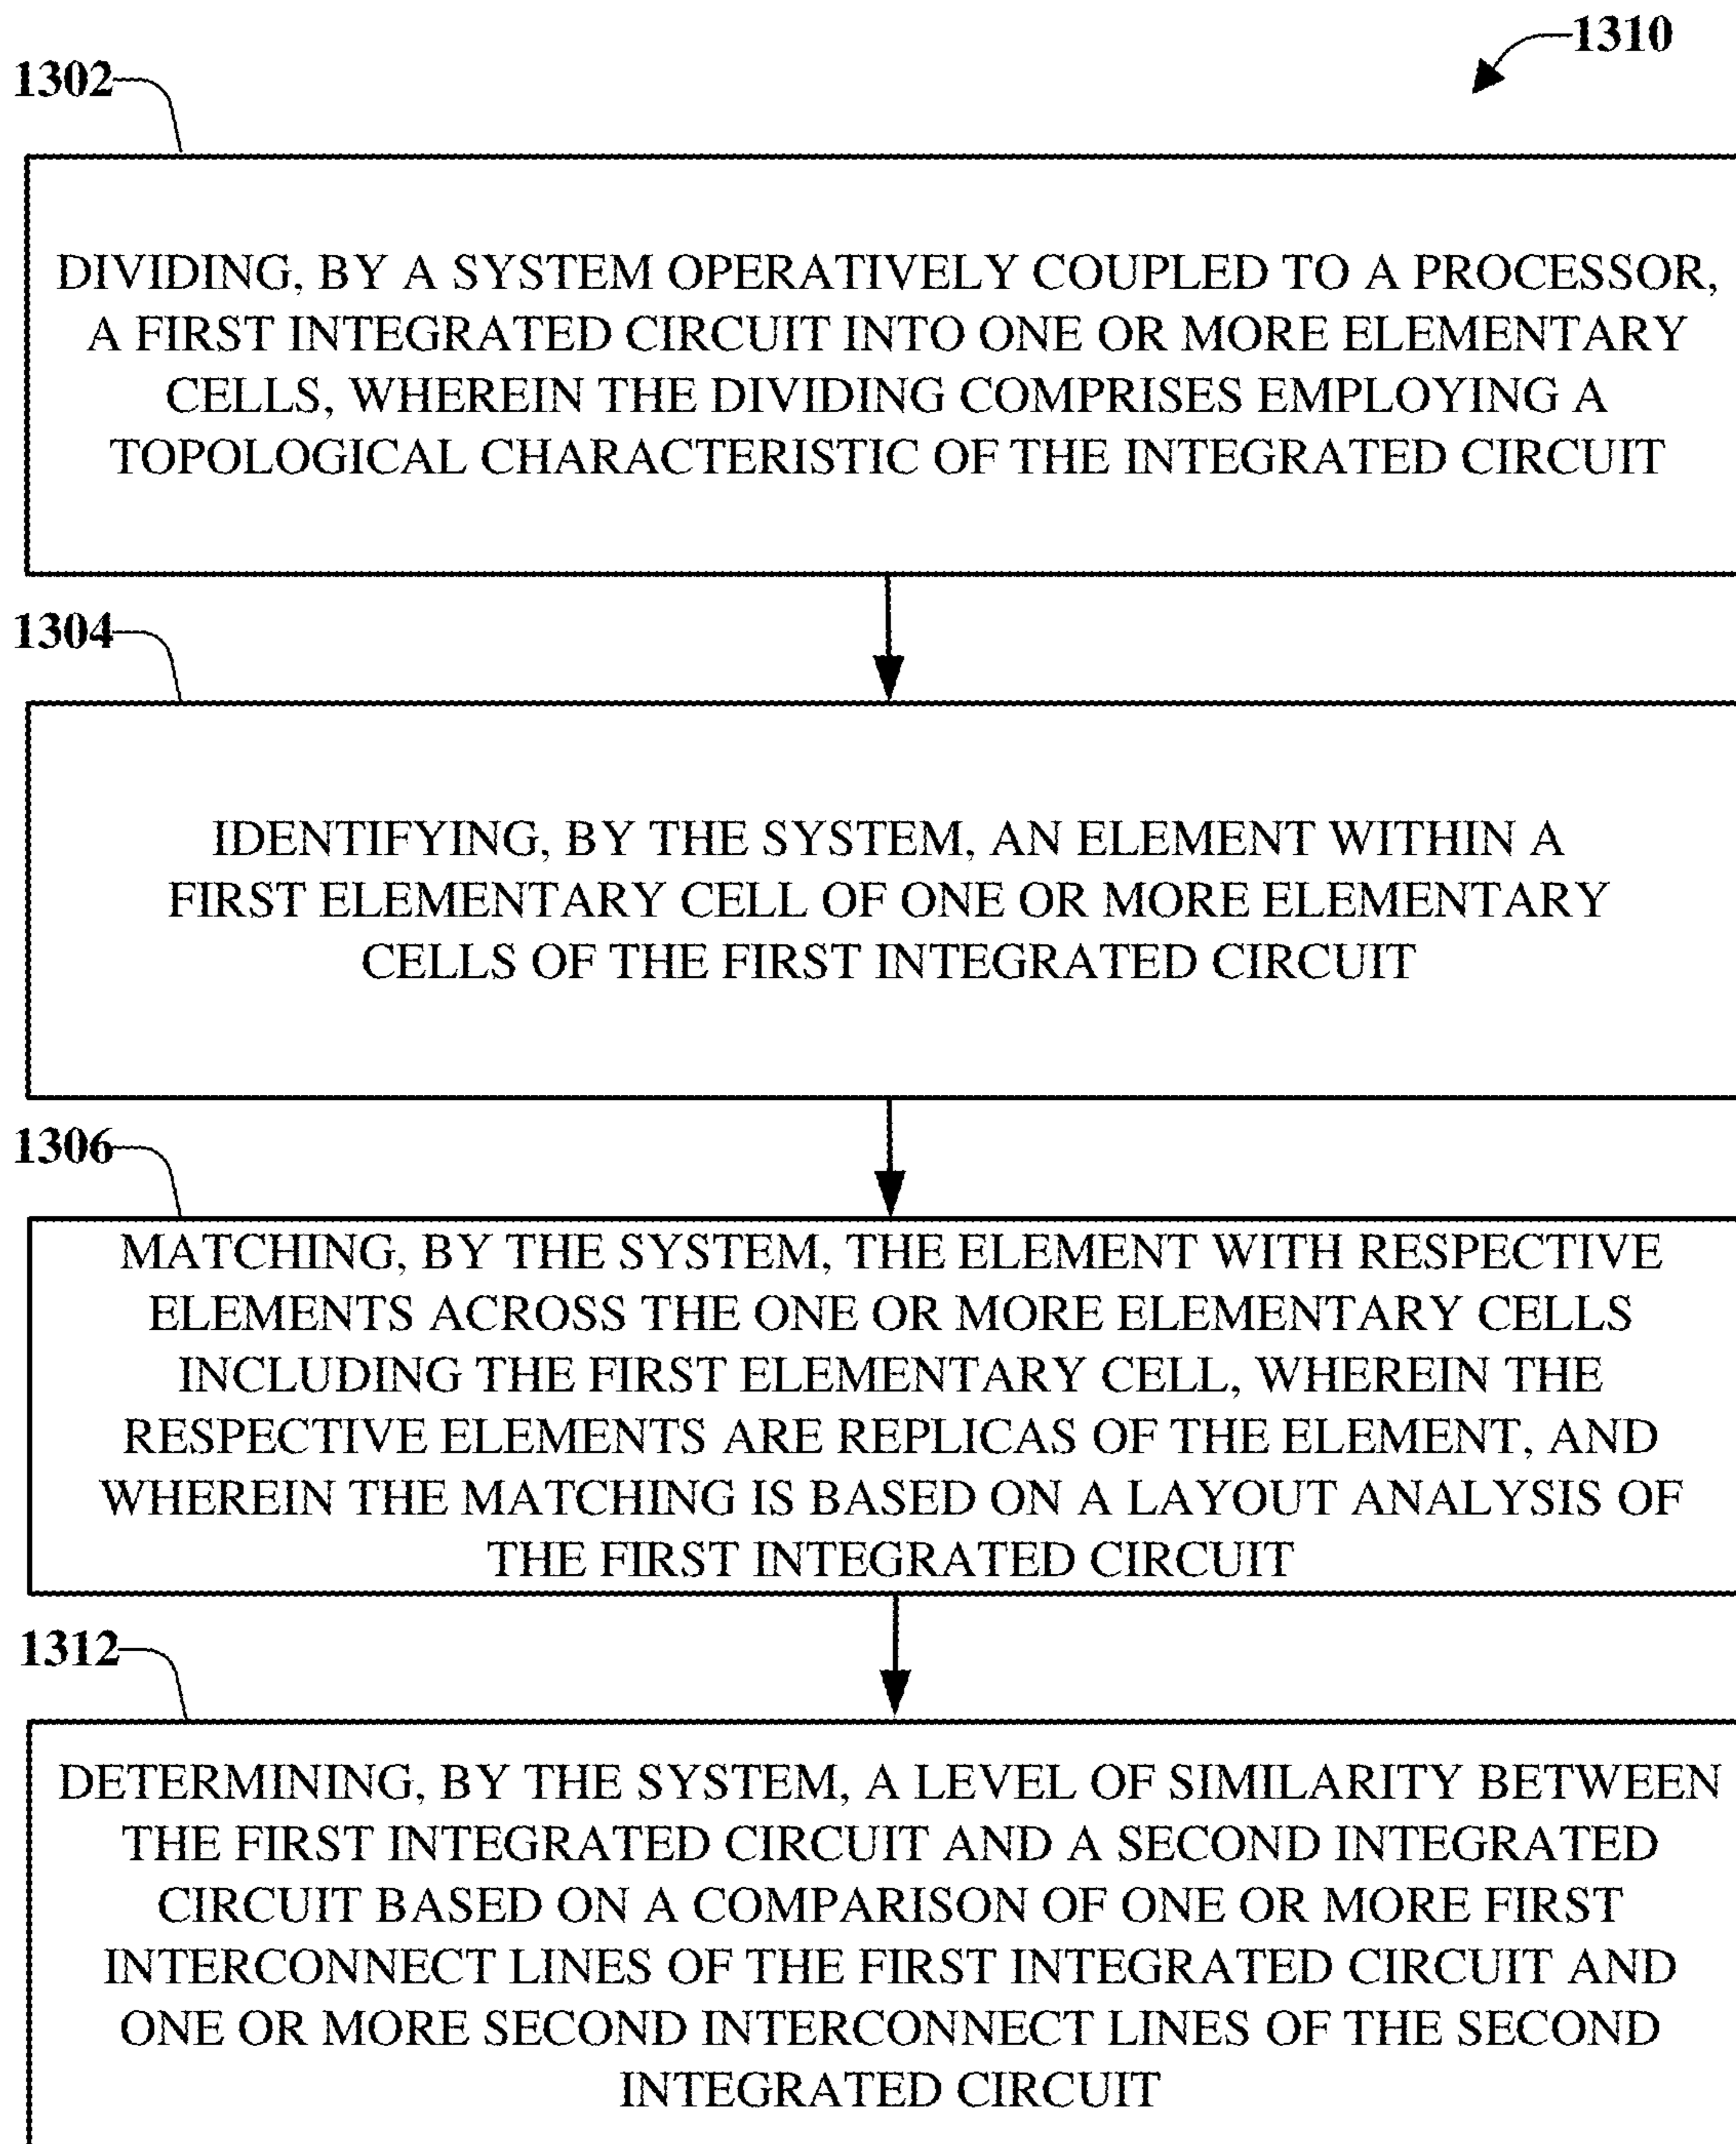 1310
1302
DIVIDING, BY A SYSTEM OPERATIVELY COUPLED TO A PROCESSOR,
A FIRST INTEGRATED CIRCUIT INTO ONE OR MORE ELEMENTARY
CELLS, WHEREIN THE DIVIDING COMPRISES EMPLOYING A
TOPOLOGICAL CHARACTERISTIC OF THE INTEGRATED CIRCUIT
1304
IDENTIFYING, BY THE SYSTEM, AN ELEMENT WITHIN A
FIRST ELEMENTARY CELL OF ONE OR MORE ELEMENTARY
CELLS OF THE FIRST INTEGRATED CIRCUIT
1306
MATCHING, BY THE SYSTEM, THE ELEMENT WITH RESPECTIVE
ELEMENTS ACROSS THE ONE OR MORE ELEMENTARY CELLS
INCLUDING THE FIRST ELEMENTARY CELL, WHEREIN THE
RESPECTIVE ELEMENTS ARE REPLICAS OF THE ELEMENT, AND
WHEREIN THE MATCHING IS BASED ON A LAYOUT ANALYSIS OF
THE FIRST INTEGRATED CIRCUIT
1312
DETERMINING, BY THE SYSTEM, A LEVEL OF SIMILARITY BETWEEN
THE FIRST INTEGRATED CIRCUIT AND A SECOND INTEGRATED
CIRCUIT BASED ON A COMPARISON OF ONE OR MORE FIRST
INTERCONNECT LINES OF THE FIRST INTEGRATED CIRCUIT AND
ONE OR MORE SECOND INTERCONNECT LINES OF THE SECOND
INTEGRATED CIRCUIT